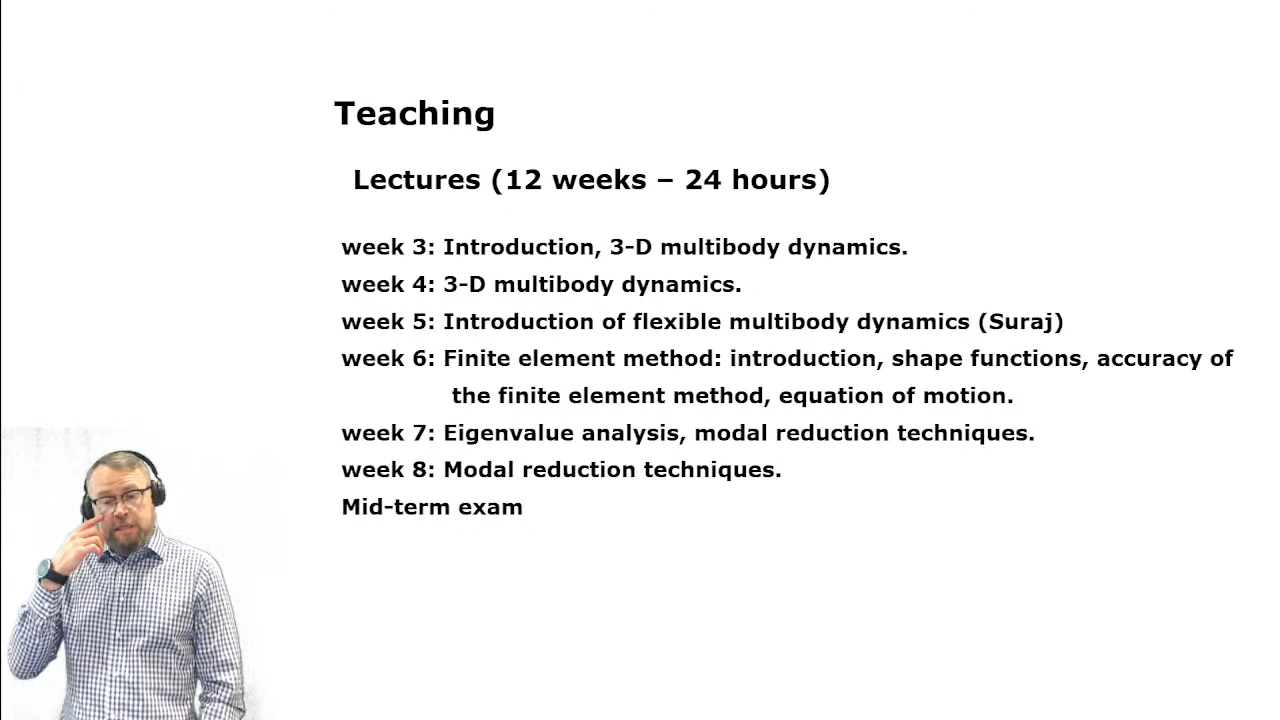 Teaching
Lectures (12 weeks – 24 hours)
week 3: Introduction, 3-D multibody dynamics.
week 4: 3-D multibody dynamics.
week 5: Introduction of flexible multibody dynamics (Suraj)
week 6: Finite element method: introduction, shape functions, accuracy of
the finite element method, equation of motion.
week 7: Eigenvalue analysis, modal reduction techniques.
week 8: Modal reduction techniques.
Mid-term exam